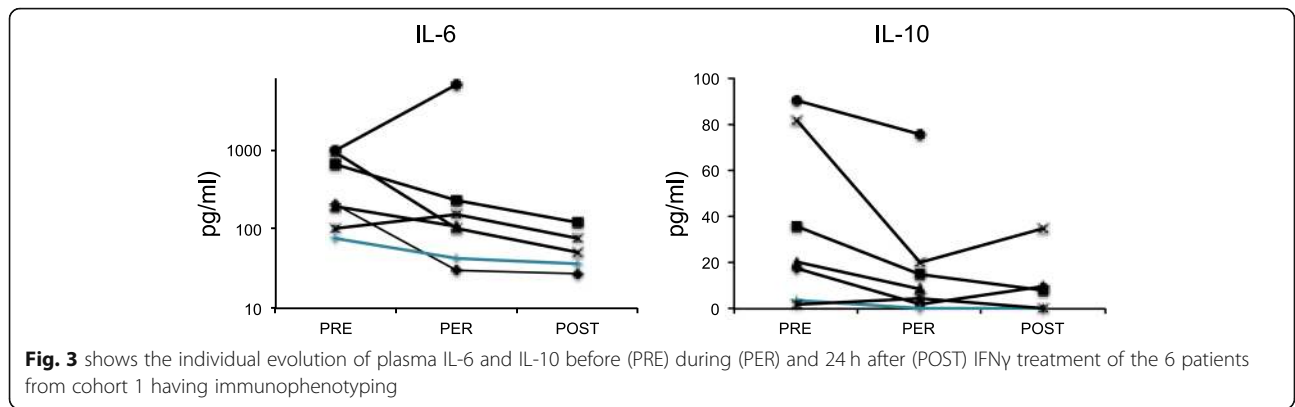 IL-6
IL-10
pg/ml)
1000
100
10
PRE
PER
POST
pg/ml)
100
80
60
40
20
0
PRE
PER
POST
Fig. 3 shows the individual evolution of plasma IL-6 and IL-10 before (PRE) during (PER) and 24 h after (POST) IFNγ treatment of the 6 patients
from cohort 1 having immunophenotyping